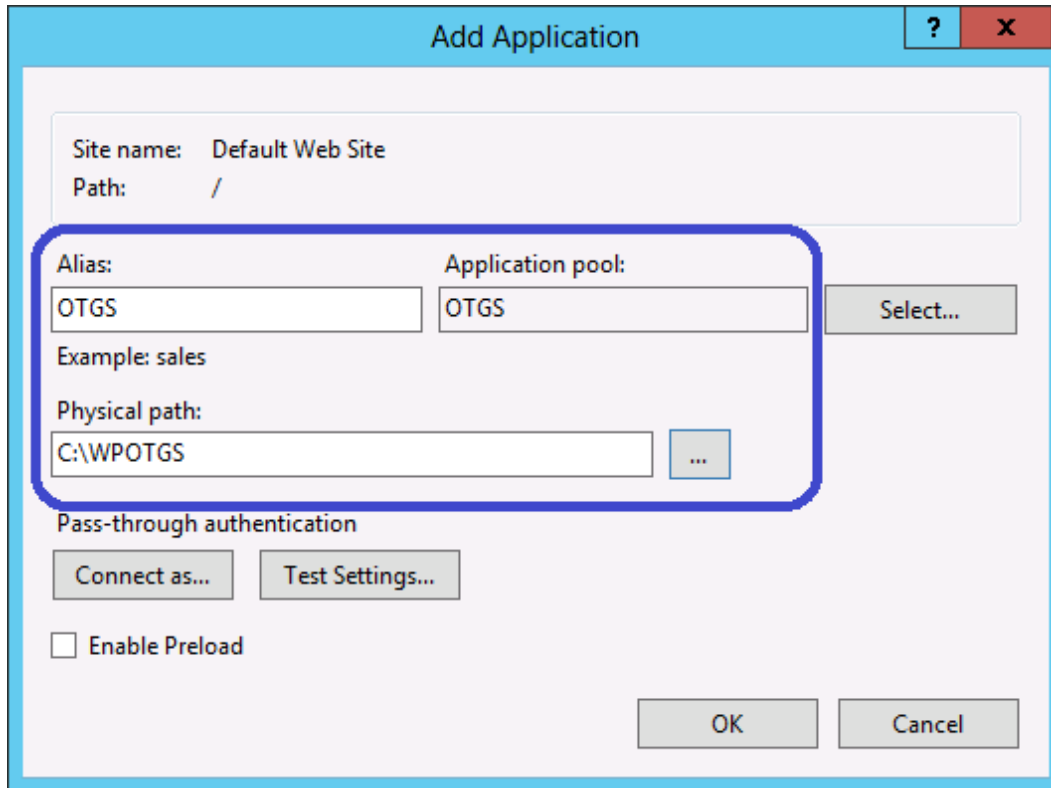 Add Application
?
x
Site name: Default Web Site
Path: /
Alias: Application pool:
OTGS OTGS Select...
Example: sales
Physical path:
C:\WPOTGS ...
Pass-through authentication
Connect as... Test Settings...
Enable Preload
OK Cancel